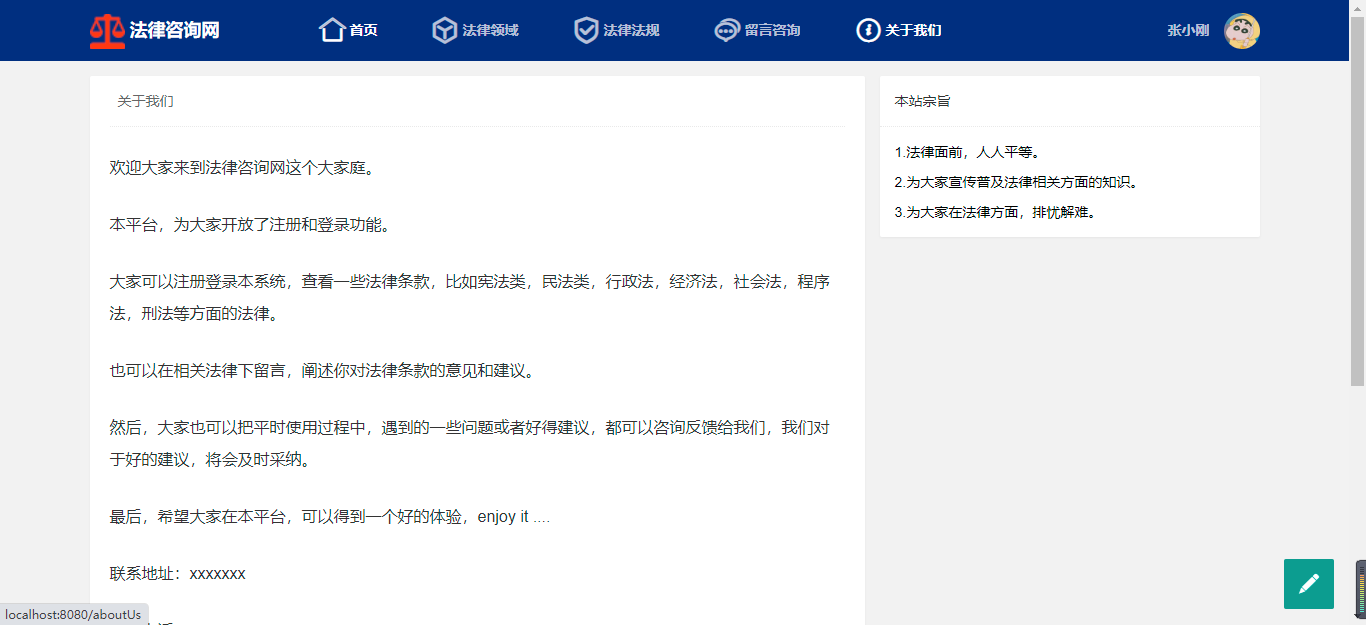 法律咨询网
首页
法律领域
法律法规
留言咨询
关于我们
张小刚
关于我们
欢迎大家来到法律咨询网这个大家庭。
本平台，为大家开放了注册和登录功能。
大家可以注册登录本系统，查看一些法律条款，比如宪法类，民法类，行政法，经济法，社会法，程序
法，刑法等方面的法律。
也可以在相关法律下留言，阐述你对法律条款的意见和建议。
然后，大家也可以把平时使用过程中，遇到的一些问题或者好得建议，都可以咨询反馈给我们，我们对
于好的建议，将会及时采纳。
最后，希望大家在本平台，可以得到一个好的体验，enjoy it ....
联系地址：xxxxxxx
本站宗旨
1.法律面前，人人平等。
2.为大家宣传普及法律相关方面的知识。
3.为大家在法律方面，排忧解难。
localhost:8080/aboutUs